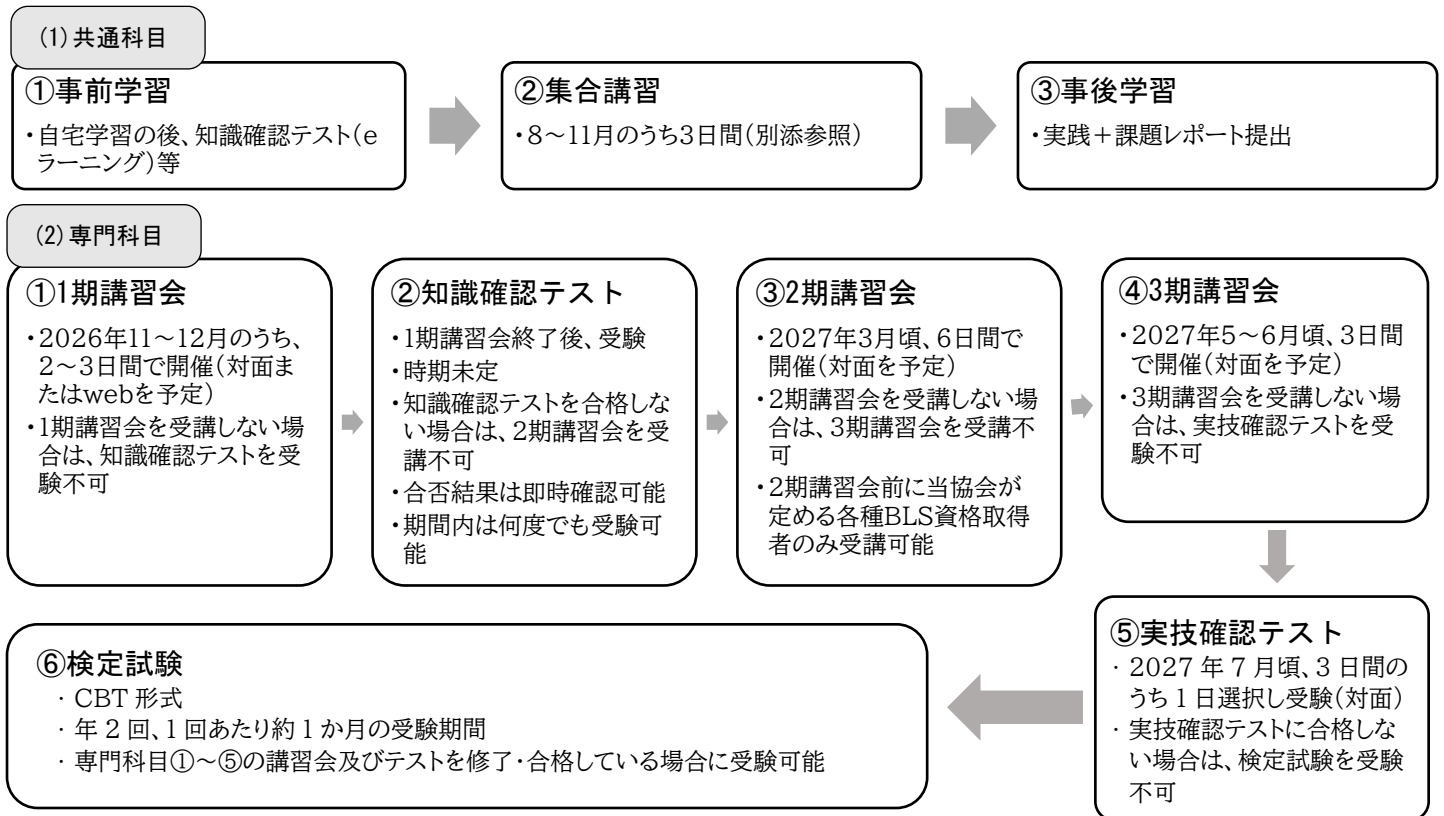 (1)共通科目
①事前学習
・自宅学習の後、知識確認テスト(e
ラーニング)等
②集合講習
・8～11月のうち3日間(別添参照)
③事後学習
・実践＋課題レポート提出
(2)専門科目
①1期講習会
・2026年11～12月のうち、
2～3日間で開催(対面ま
たはwebを予定)
・1期講習会を受講しない場
合は、知識確認テストを受
験不可
②知識確認テスト
・1期講習会終了後、受験
・時期未定
・知識確認テストを合格しな
い場合は、2期講習会を受
講不可
・合否結果は即時確認可能
・期間内は何度でも受験可
能
③2期講習会
・2027年3月頃、6日間で
開催(対面を予定)
・2期講習会を受講しない場
合は、3期講習会を受講不
可
・2期講習会前に当協会が
定める各種BLS資格取得
者のみ受講可能
④3期講習会
・2027年5～6月頃、3日間
で開催(対面を予定)
・3期講習会を受講しない場
合は、実技確認テストを受
験不可
⑤実技確認テスト
・2027 年 7 月頃、3 日間の
うち 1 日選択し受験(対面)
・実技確認テストに合格しな
い場合は、検定試験を受験
不可
⑥検定試験
・CBT 形式
・年 2 回、1 回あたり約 1 か月の受験期間
・専門科目①～⑤の講習会及びテストを修了・合格している場合に受験可能